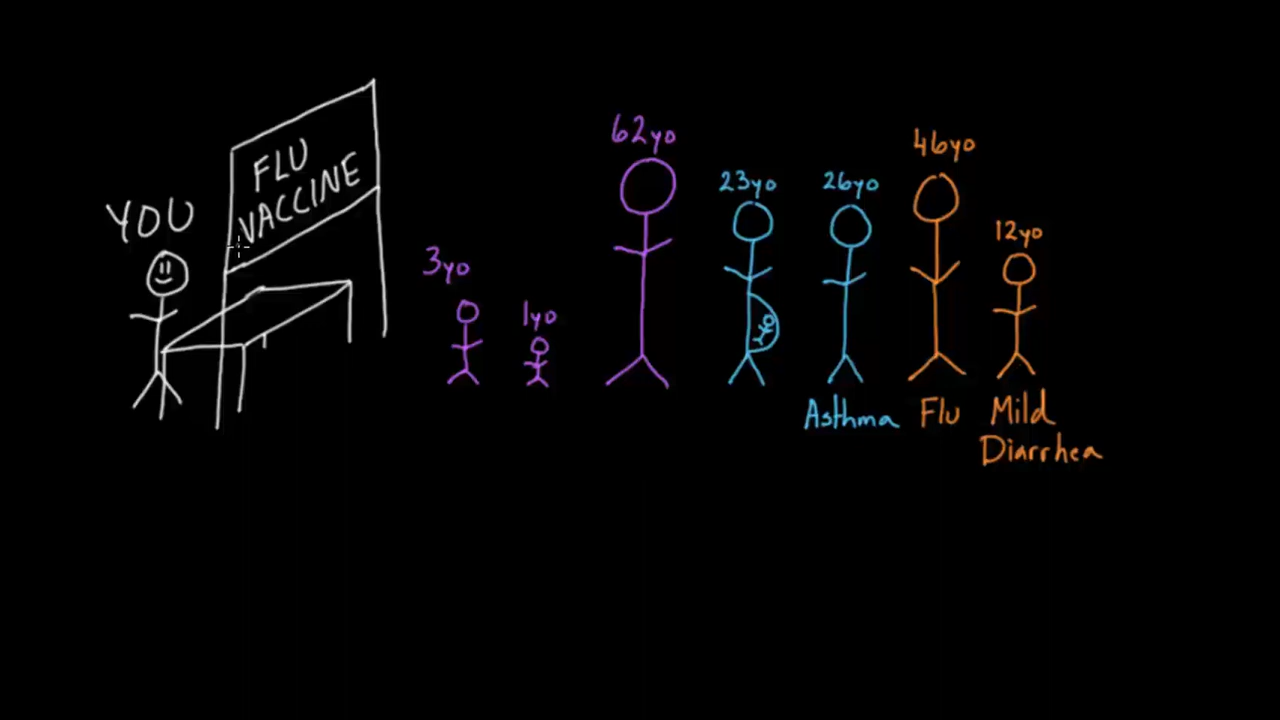 YOU
FLU
VACCINE
3yo
1yo
62yo
23yo
26yo
46yo
12yo
Asthma
Flu
Mild
Diarrhea